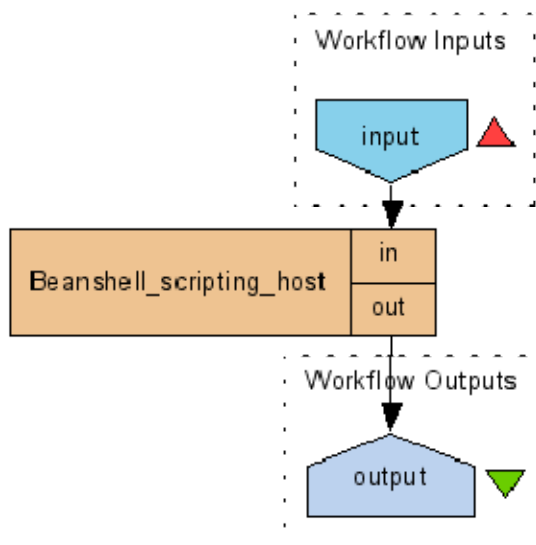 Workflow Inputs
input
Beanshell_scripting_host
in
out
Workflow Outputs
output